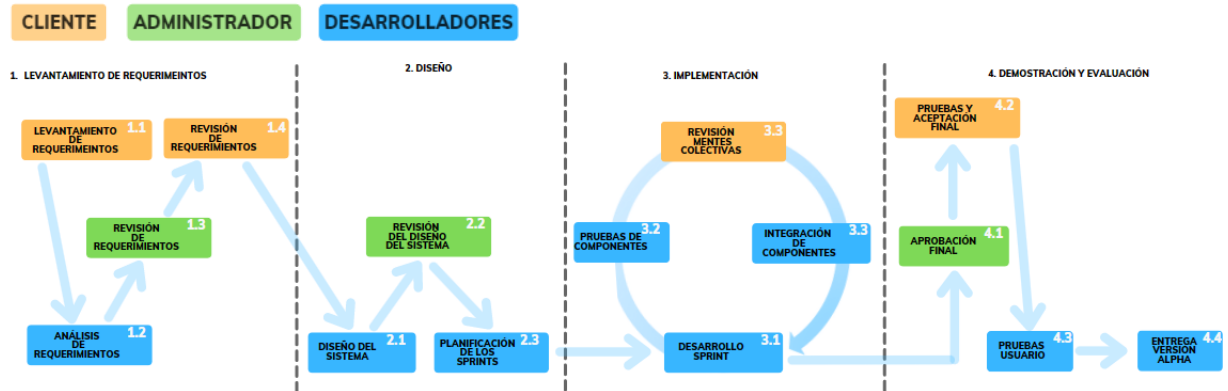 CLIENTE
ADMINISTRADOR
DESARROLLADORES
1. LEVANTAMIENTO DE REQUERIMEINTOS
2. DISEÑO
3. IMPLEMENTACIÓN
4. DEMOSTRACIÓN Y EVALUACIÓN
LEVANTAMIENTO
DE
REQUERIMEINTOS
1.1
REVISIÓN
DE
REQUERIMIENTOS
1.4
REVISIÓN
DE
REQUERIMIENTOS
1.3
ANÁLISIS
DE
REQUERIMIENTOS
1.2
REVISIÓN
DEL DISEÑO
DEL SISTEMA
2.2
DISEÑO DEL
SISTEMA
2.1
PLANIFICACIÓN
DE LOS
SPRINTS
2.3
REVISIÓN
MENTES
COLECTIVAS
3.3
PRUEBAS DE
COMPONENTES
3.2
INTEGRACIÓN
DE
COMPONENTES
3.3
DESARROLLO
SPRINT
3.1
PRUEBAS Y
ACEPTACIÓN
FINAL
4.2
APROBACIÓN
FINAL
4.1
PRUEBAS
USUARIO
4.3
ENTREGA
VERSIÓN
ALPHA
4.4